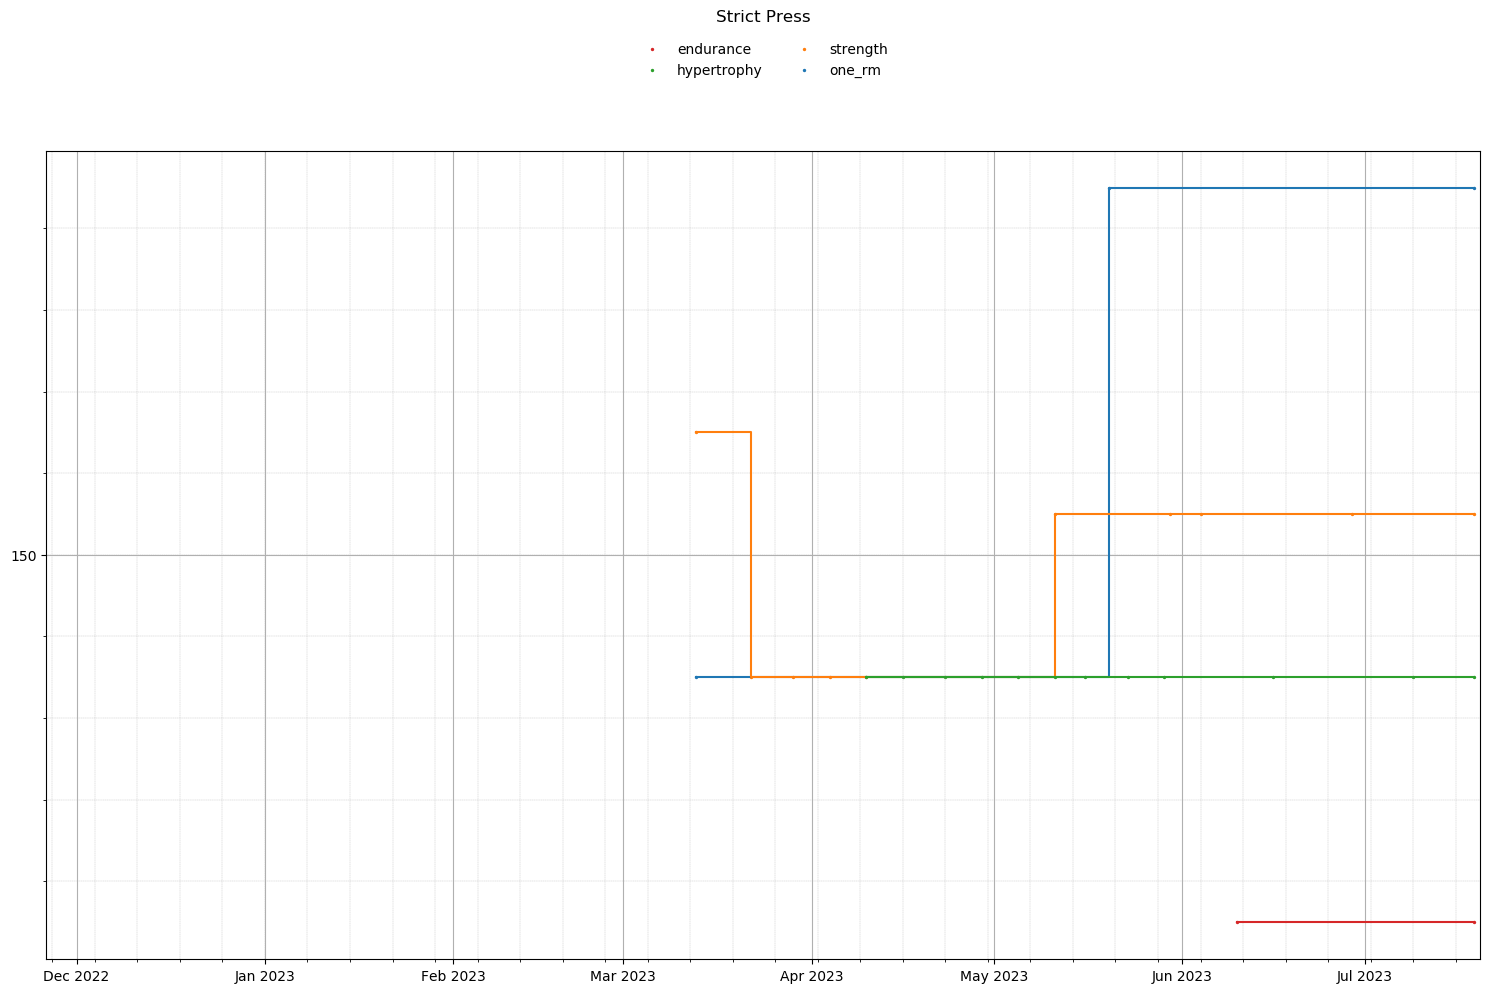 Strict Press
endurance
strength
hypertrophy
one_rm
150
Dec 2022
Jan 2023
Feb 2023
Mar 2023
Apr 2023
May 2023
Jun 2023
Jul 2023